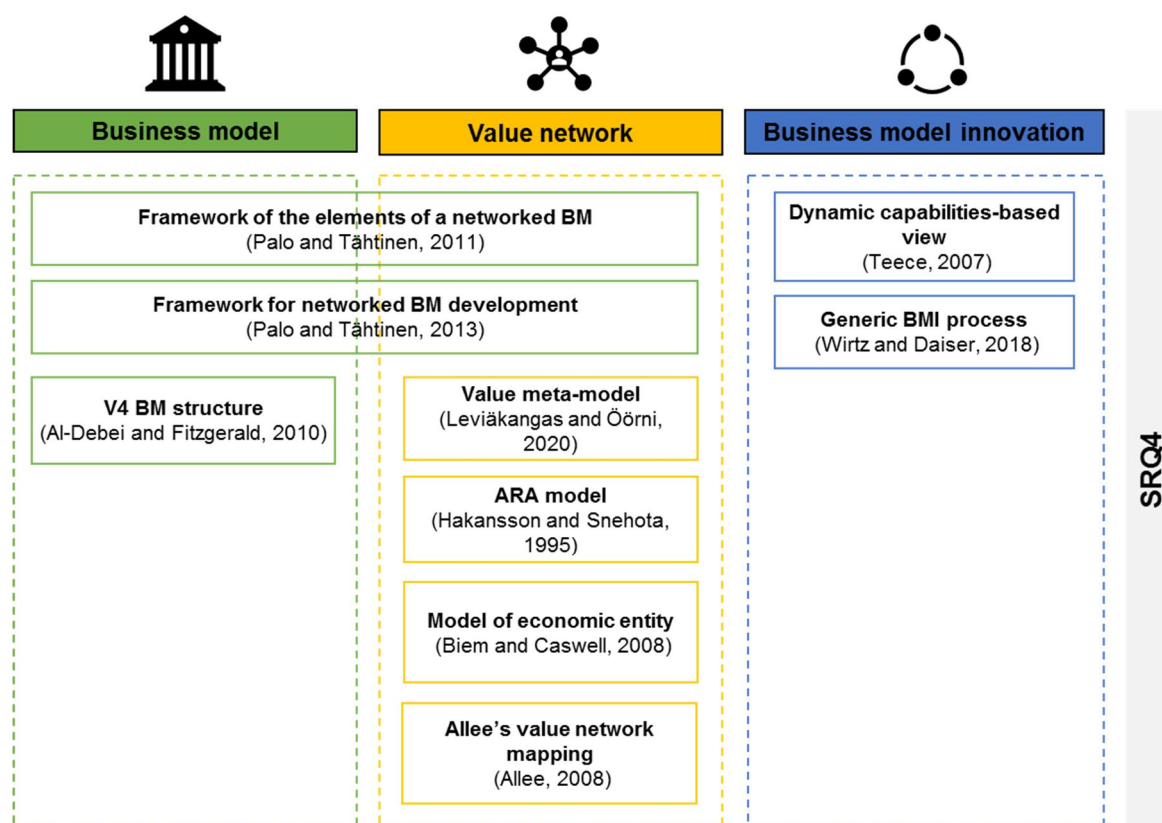 Business model
Value network
Business model innovation
Framework of the elements of a networked BM
(Palo and Tähtinen, 2011)
Framework for networked BM development
(Palo and Tähtinen, 2013)
V4 BM structure
(Al-Debei and Fitzgerald, 2010)
Value meta-model
(Leviäkangas and Öörni,
2020)
ARA model
(Hakansson and Snehota,
1995)
Model of economic entity
(Biem and Caswell, 2008)
Allee’s value network
mapping
(Allee, 2008)
Dynamic capabilities-based
view
(Teece, 2007)
Generic BMI process
(Wirtz and Daiser, 2018)
SRQ4